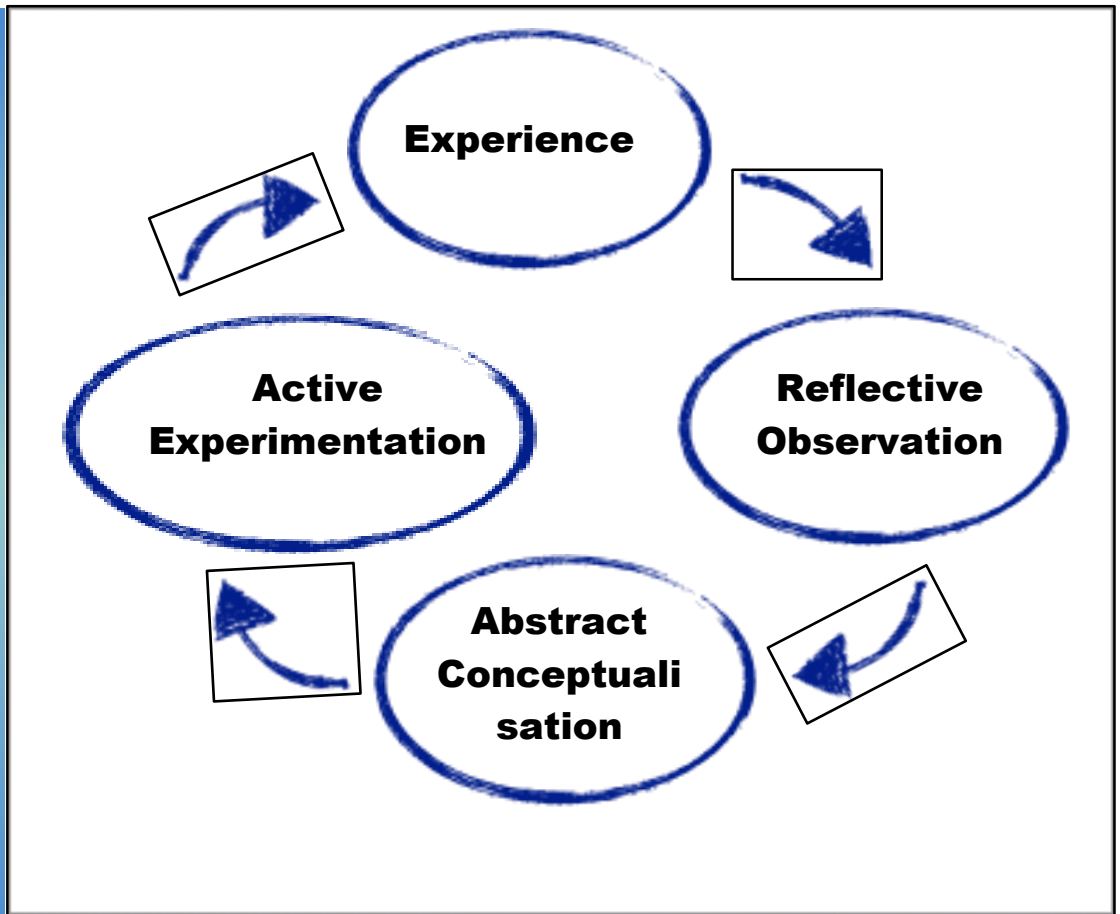 Experience
Active
Experimentation
Reflective
Observation
Abstract
Conceptuali
sation